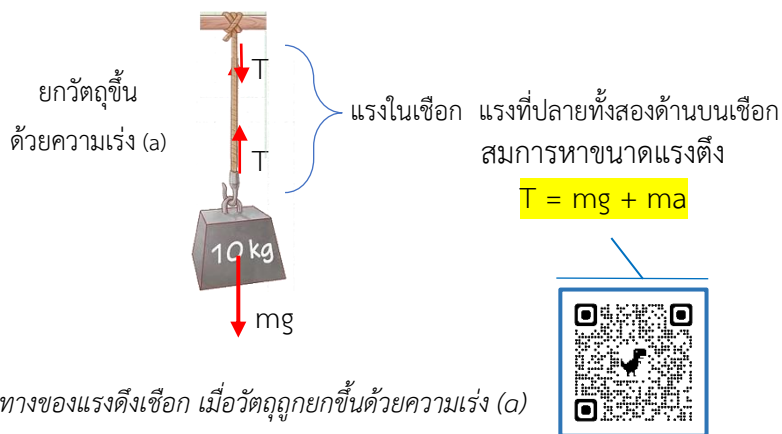 ยกวัตถุขึ้น
ด้วยความเร่ง (a)
T
T
10 kg
mg
แรงในเชือก แรงที่ปลายทั้งสองด้านบนเชือก
สมการหาขนาดแรงตึง
T = mg + ma
ทางของแรงดึงเชือก เมื่อวัตถุถูกยกขึ้นด้วยความเร่ง (a)